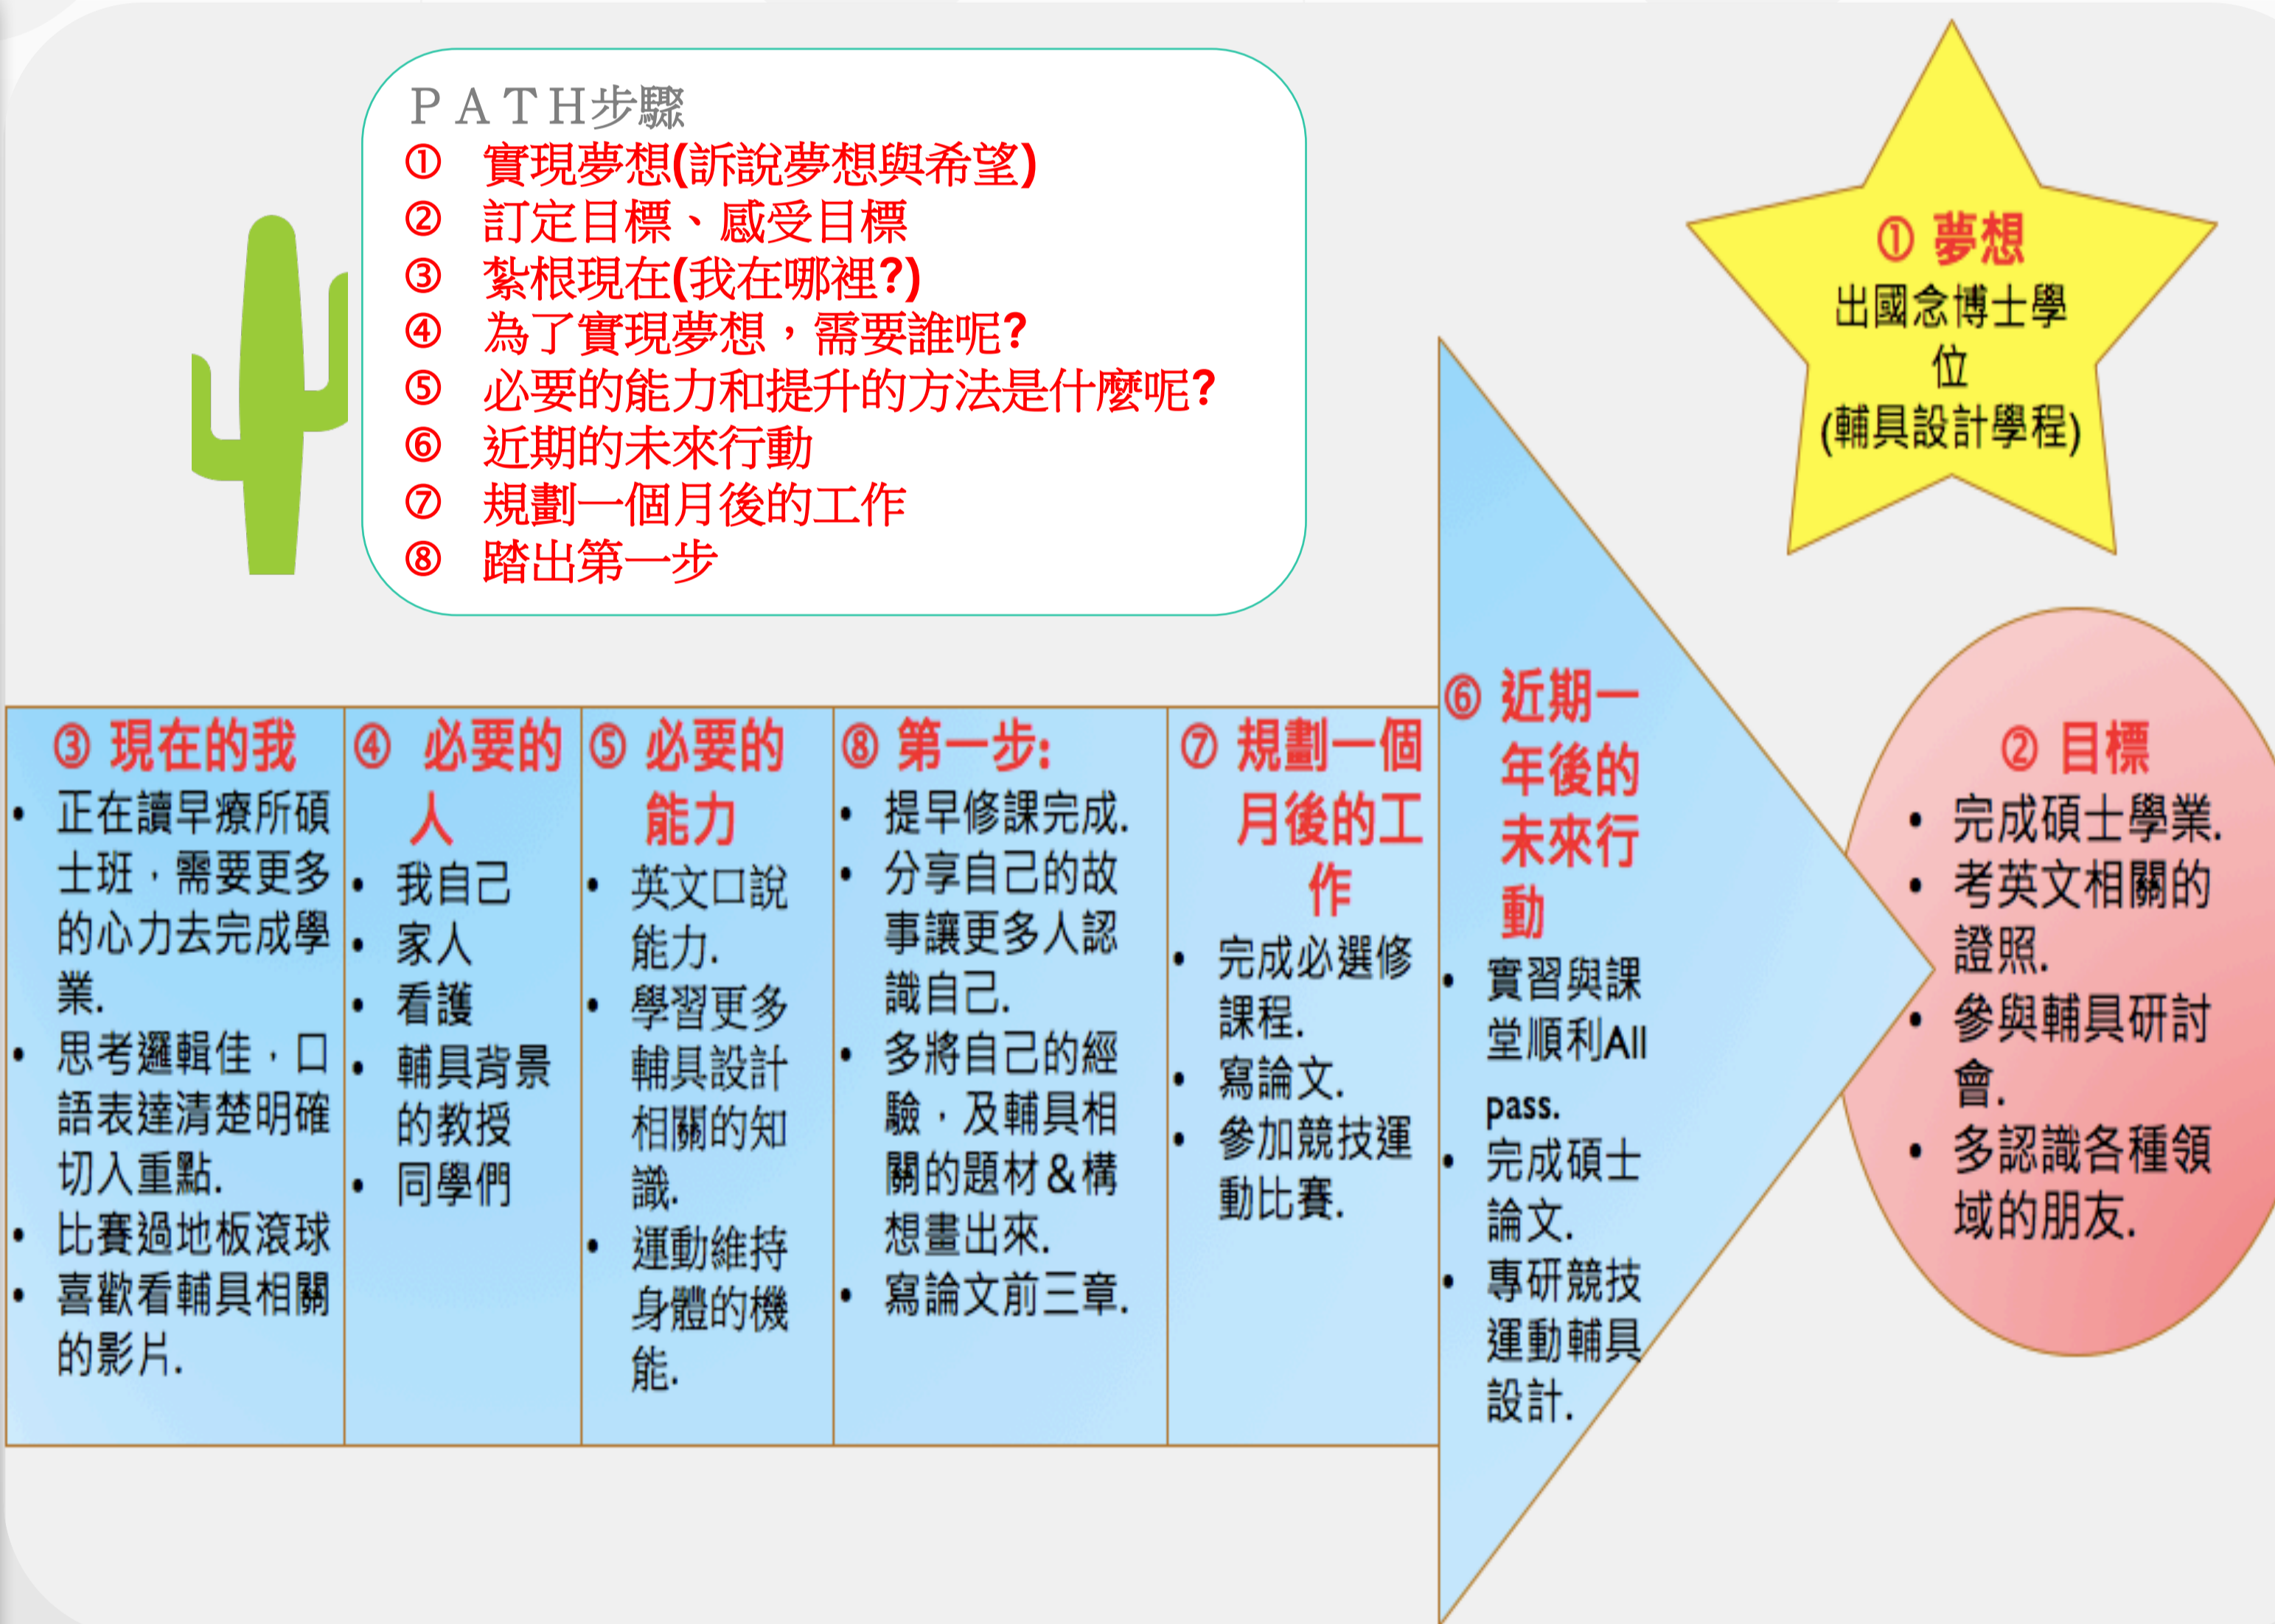 ＰＡＴＨ步驟
① 實現夢想(訴說夢想與希望)
② 訂定目標、感受目標
③ 紮根現在(我在哪裡?)
④ 為了實現夢想，需要誰呢?
⑤ 必要的能力和提升的方法是什麼呢?
⑥ 近期的未來行動
⑦ 規劃一個月後的工作
⑧ 踏出第一步
① 夢想
出國念博士學
位
(輔具設計學程)
③ 現在的我
• 正在讀早療所碩
士班，需要更多
的心力去完成學
業.
• 思考邏輯佳，口
語表達清楚明確
切入重點.
• 比賽過地板滾球
• 喜歡看輔具相關
的影片.
④ 必要的
人
• 我自己
• 家人
• 看護
• 輔具背景
的教授
• 同學們
⑤ 必要的
能力
• 英文口說
能力.
• 學習更多
輔具設計
相關的知
識.
• 運動維持
身體的機
能.
⑧ 第一步:
• 提早修課完成.
• 分享自己的故
事讓更多人認
識自己.
• 多將自己的經
驗，及輔具相
關的題材＆構
想畫出來.
• 寫論文前三章.
⑦ 規劃一個
月後的工
作
• 完成必選修
課程.
• 寫論文.
• 參加競技運
動比賽.
⑥ 近期一
年後的
未來行
動
• 實習與課
堂順利All
pass.
• 完成碩士
論文.
• 專研競技
運動輔具
設計.
② 目標
• 完成碩士學業.
• 考英文相關的
證照.
• 參與輔具研討
會.
• 多認識各種領
域的朋友.